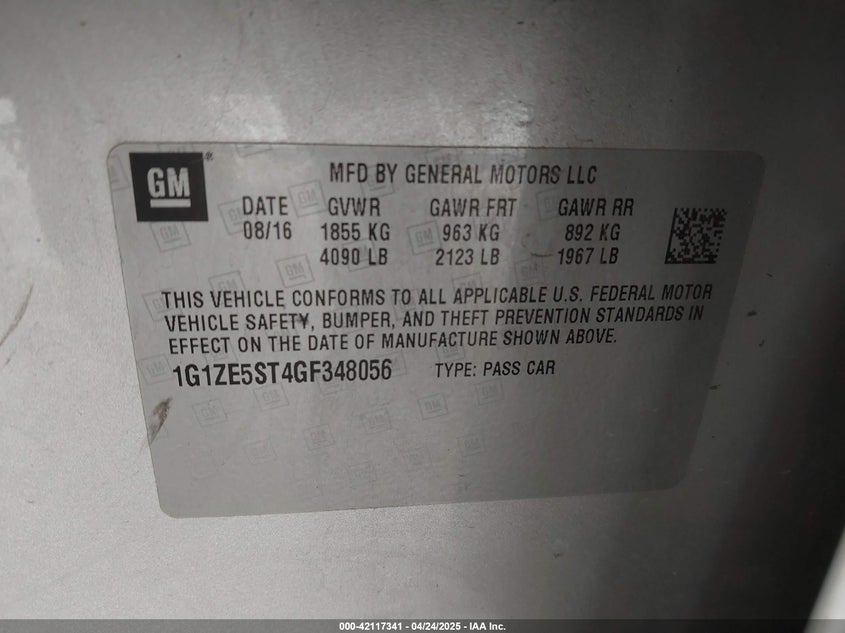 GM®
MFD BY GENERAL MOTORS LLC
DATE GVWR GAWR FRT GAWR RR
08/16 1855 KG 963 KG 892 KG
4090 LB 2123 LB 1967 LB
THIS VEHICLE CONFORMS TO ALL APPLICABLE U.S. FEDERAL MOTOR
VEHICLE SAFETY, BUMPER, AND THEFT PREVENTION STANDARDS IN
EFFECT ON THE DATE OF MANUFACTURE SHOWN ABOVE.
1G1ZE5ST4GF348056 TYPE: PASS CAR
000-42117341 - 04/24/2025 - IAA Inc.